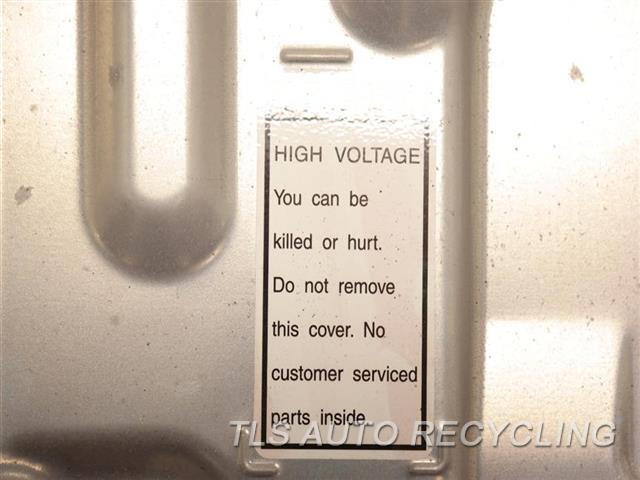 HIGH VOLTAGE
You can be
killed or hurt.
Do not remove
this cover. No
customer serviced
parts inside
TLS AUTO RECYCLING